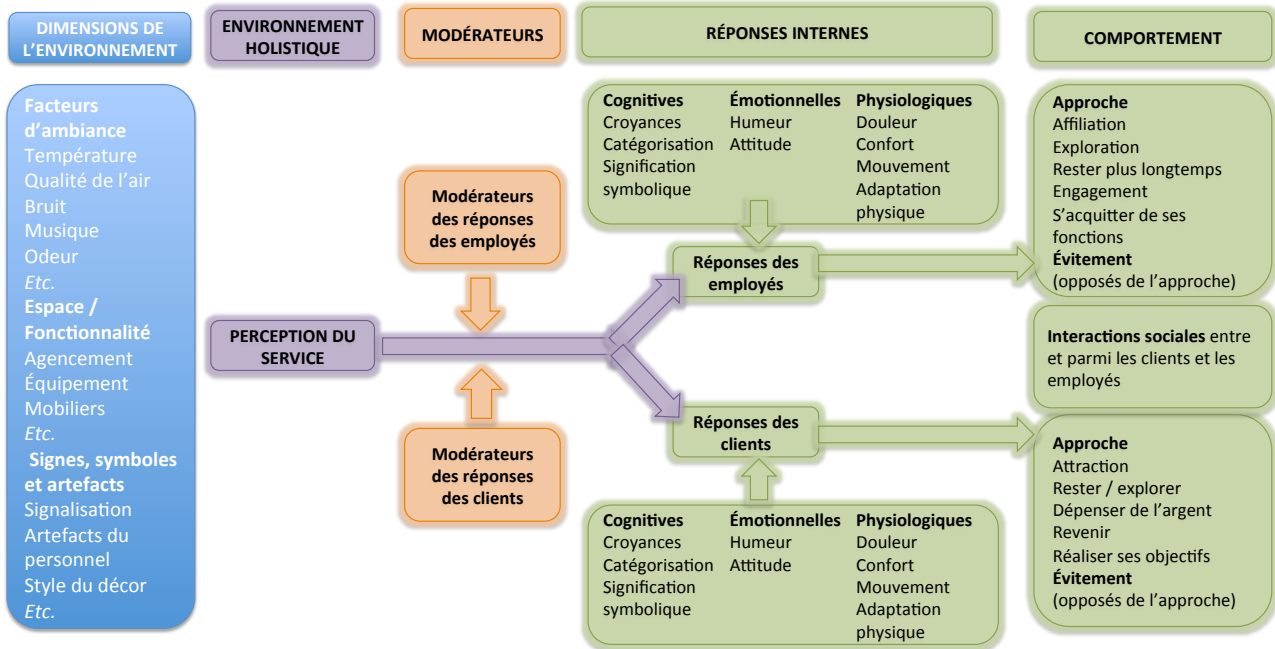 DIMENSIONS DE
L'ENVIRONNEMENT
ENVIRONNEMENT
HOLISTIQUE
MODÉRATEURS
RÉPONSES INTERNES
COMPORTEMENT
Facteurs
d'ambiance
Température
Qualité de l'air
Bruit
Musique
Odeur
Etc.
Espace /
Fonctionnalité
Agencement
Équipement
Mobiliers
Etc.
Signes, symboles
et artefacts
Signalisation
Artefacts du
personnel
Style du décor
Etc.
PERCEPTION DU
SERVICE
Modérateurs
des réponses
des employés
Modérateurs
des réponses
des clients
Cognitives
Croyances
Catégorisation
Signification
symbolique
Émotionnelles
Humeur
Attitude
Physiologiques
Douleur
Confort
Mouvement
Adaptation
physique
Réponses des
employés
Réponses des
clients
Cognitives
Croyances
Catégorisation
Signification
symbolique
Émotionnelles
Humeur
Attitude
Physiologiques
Douleur
Confort
Mouvement
Adaptation
physique
Approche
Affiliation
Exploration
Rester plus longtemps
Engagement
S'acquitter de ses
fonctions
Évitement
(opposés de l'approche)
Interactions sociales entre
et parmi les clients et les
employés
Approche
Attraction
Rester / explorer
Dépenser de l'argent
Revenir
Réaliser ses objectifs
Évitement
(opposés de l'approche)